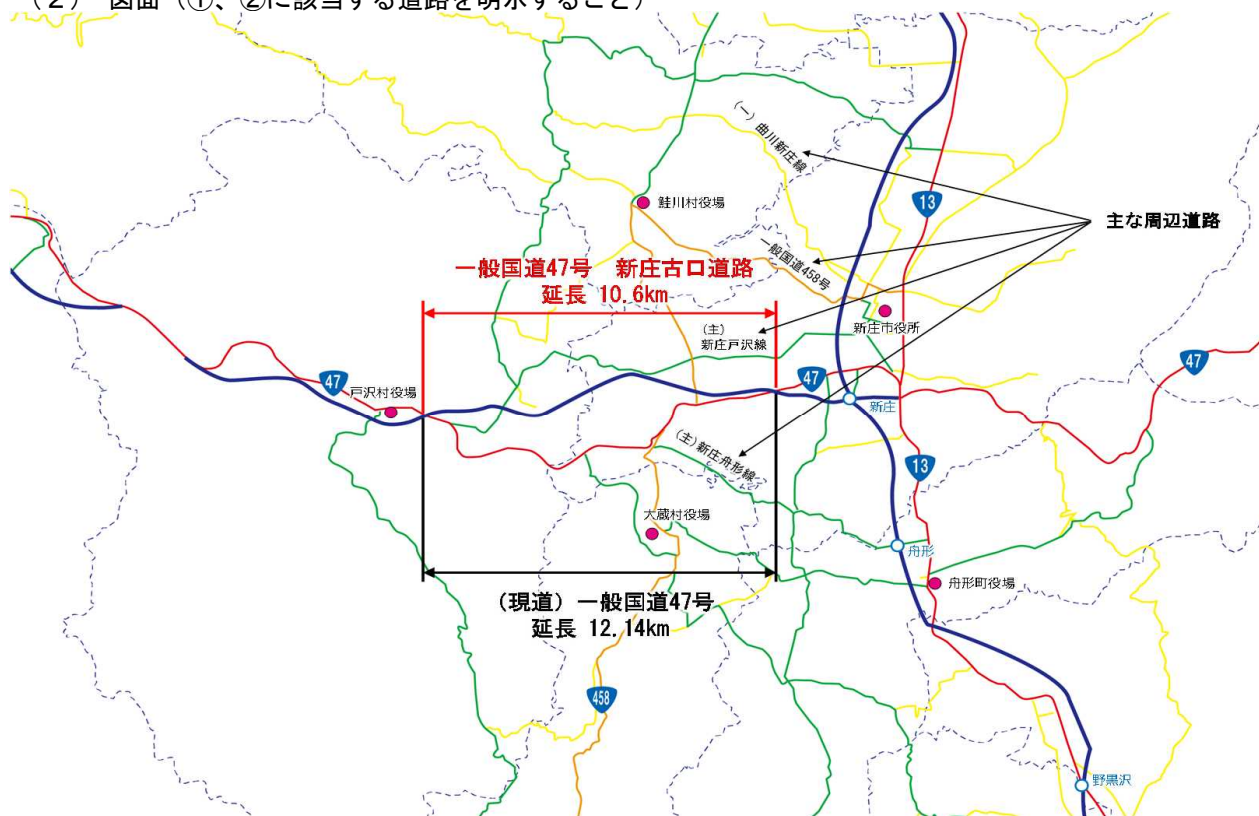 （２） 図面（①、②に該当する道路を明示すること）
(一)曲川新庄線
13
鮭川村役場
主な周辺道路
一般国道458号
一般国道47号 新庄古口道路
延長 10.6km
新庄市役所
(主)
新庄戸沢線
47
47
47
戸沢村役場
新庄
(主)新庄舟形線
13
大蔵村役場
舟形
舟形町役場
(現道)一般国道47号
延長 12.14km
458
野黒沢